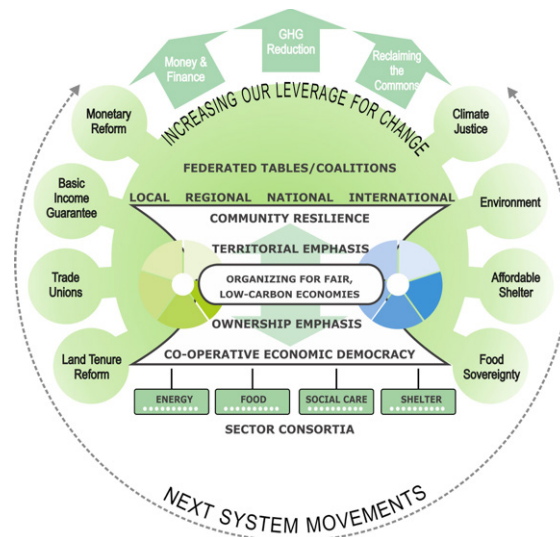 Money &
Finance
GHG
Reduction
Reclaiming
the
Commons
INCREASING OUR LEVERAGE FOR CHANGE
Monetary
Reform
Climate
Justice
FEDERATED TABLES/COALITIONS
LOCAL REGIONAL NATIONAL INTERNATIONAL
Basic
Income
Guarantee
Environment
COMMUNITY RESILIENCE
TERRITORIAL EMPHASIS
ORGANIZING FOR FAIR,
LOW-CARBON ECONOMIES
Trade
Unions
Affordable
Shelter
OWNERSHIP EMPHASIS
CO-OPERATIVE ECONOMIC DEMOCRACY
Land Tenure
Reform
Food
Sovereignty
ENERGY FOOD SOCIAL CARE SHELTER
SECTOR CONSORTIA
NEXT SYSTEM MOVEMENTS